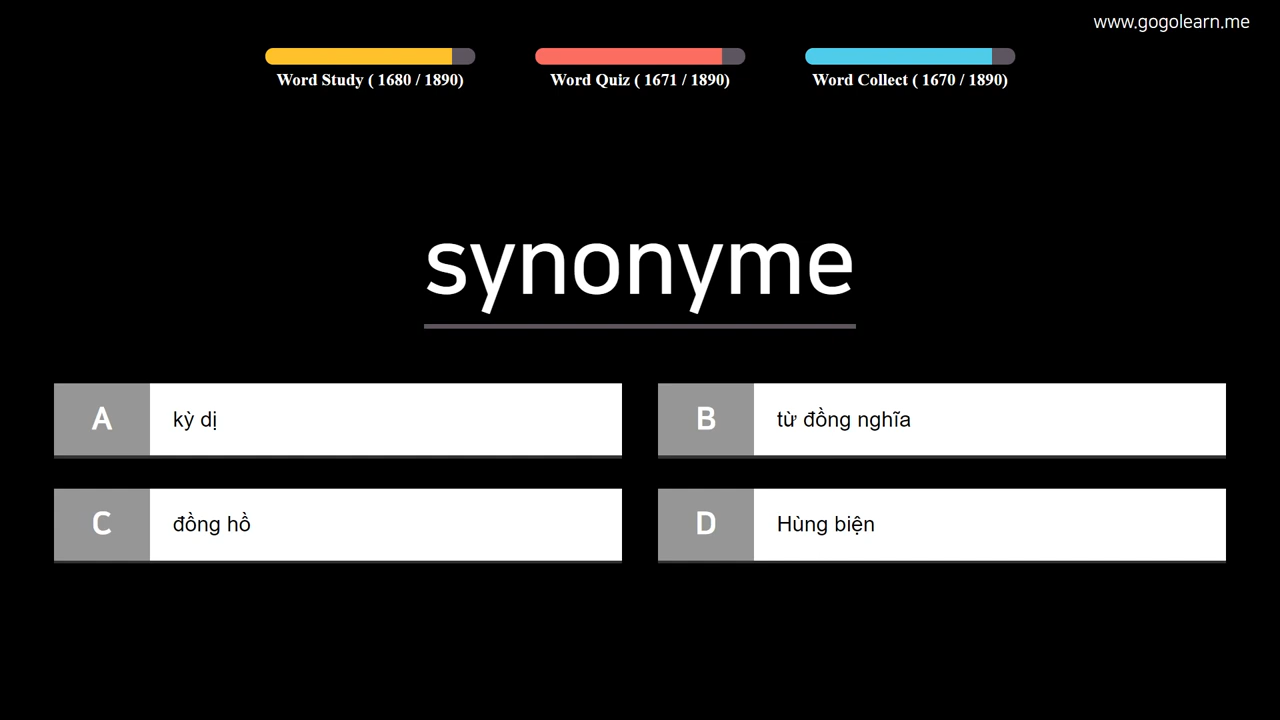 www.gogolearn.me
Word Study ( 1680 / 1890)
Word Quiz ( 1671 / 1890)
Word Collect ( 1670 / 1890)
synonyme
A
kỳ dị
B
từ đồng nghĩa
C
đồng hồ
D
Hùng biện